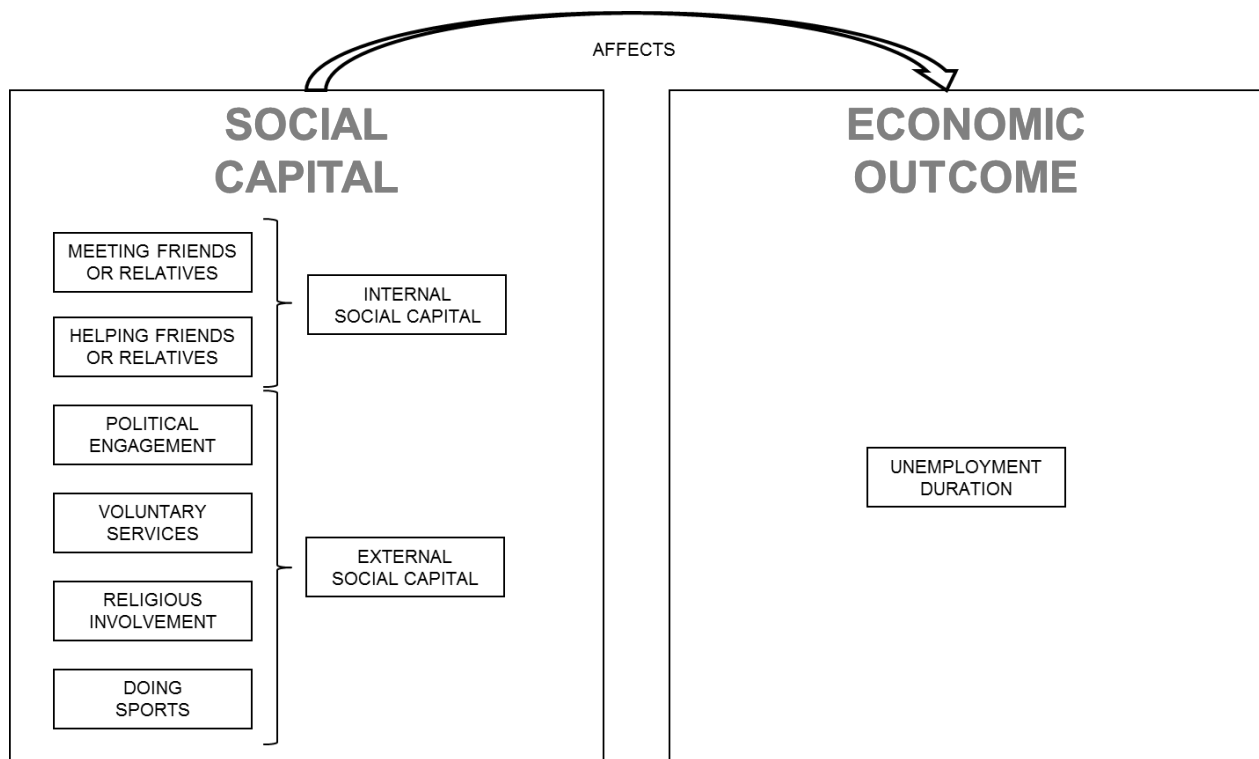 AFFECTS
SOCIAL
CAPITAL
MEETING FRIENDS
OR RELATIVES
HELPING FRIENDS
OR RELATIVES
INTERNAL
SOCIAL CAPITAL
POLITICAL
ENGAGEMENT
VOLUNTARY
SERVICES
RELIGIOUS
INVOLVEMENT
DOING
SPORTS
EXTERNAL
SOCIAL CAPITAL
ECONOMIC
OUTCOME
UNEMPLOYMENT
DURATION